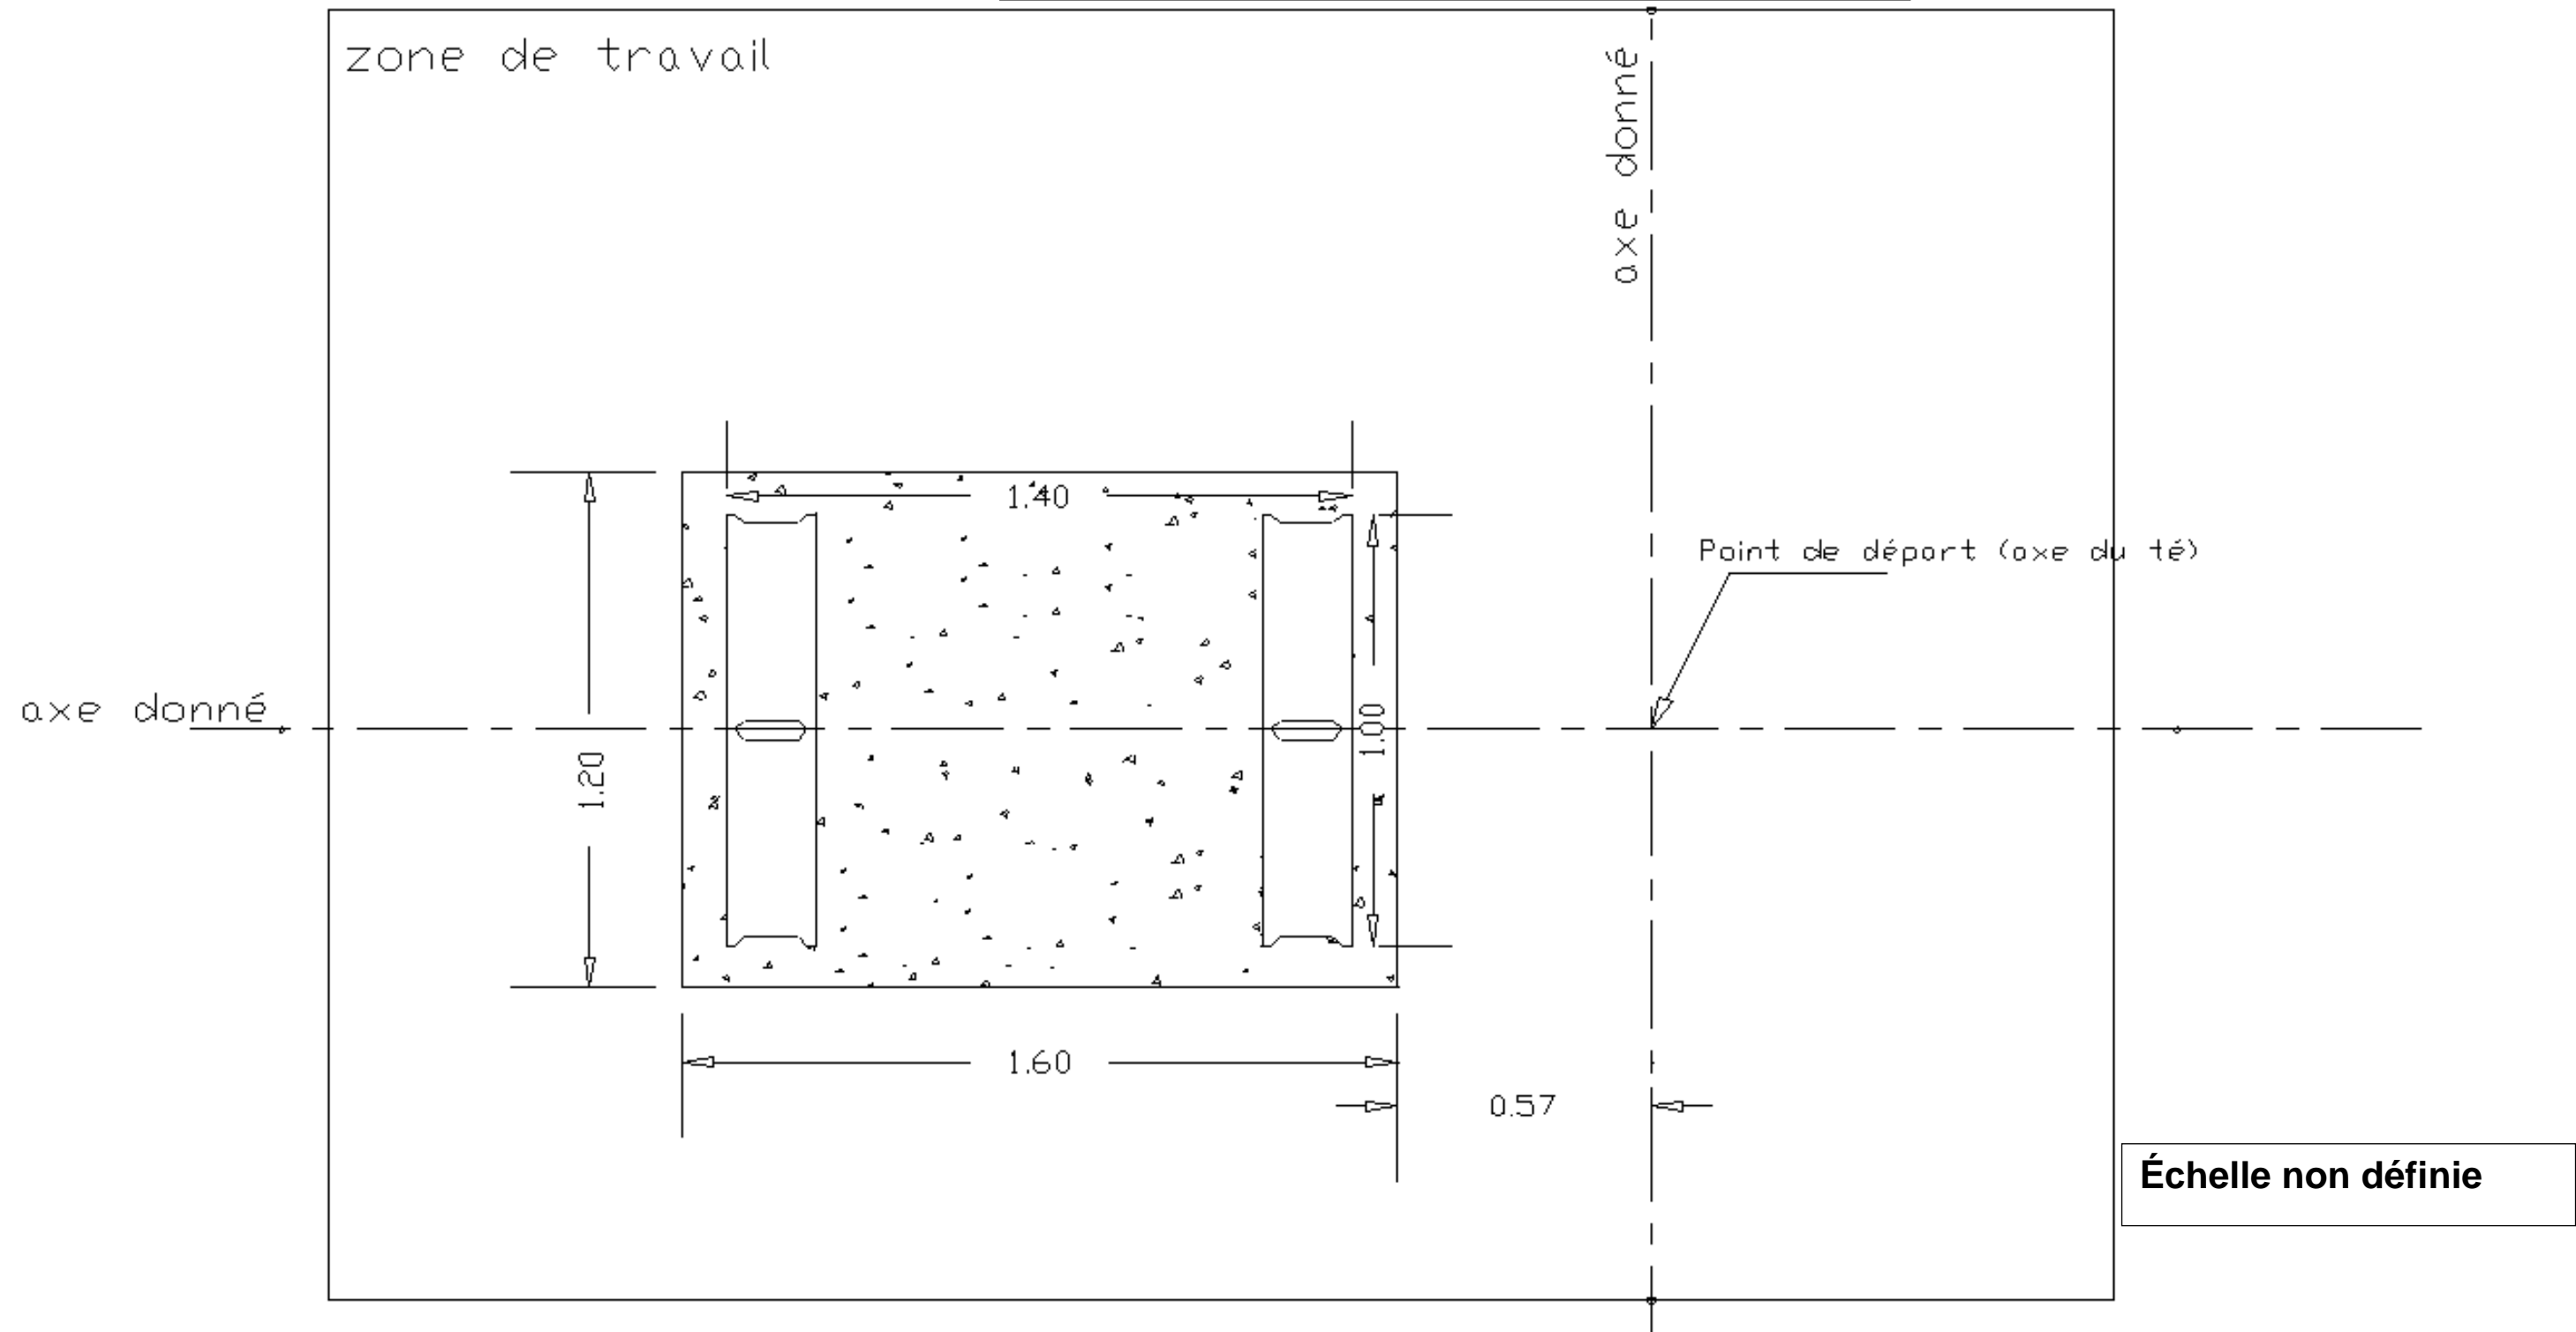 zone de travail
axe donné
1.40
Point de départ (axe du té)
axe donné
1.00
1.20
1.60
0.57
Échelle non définie